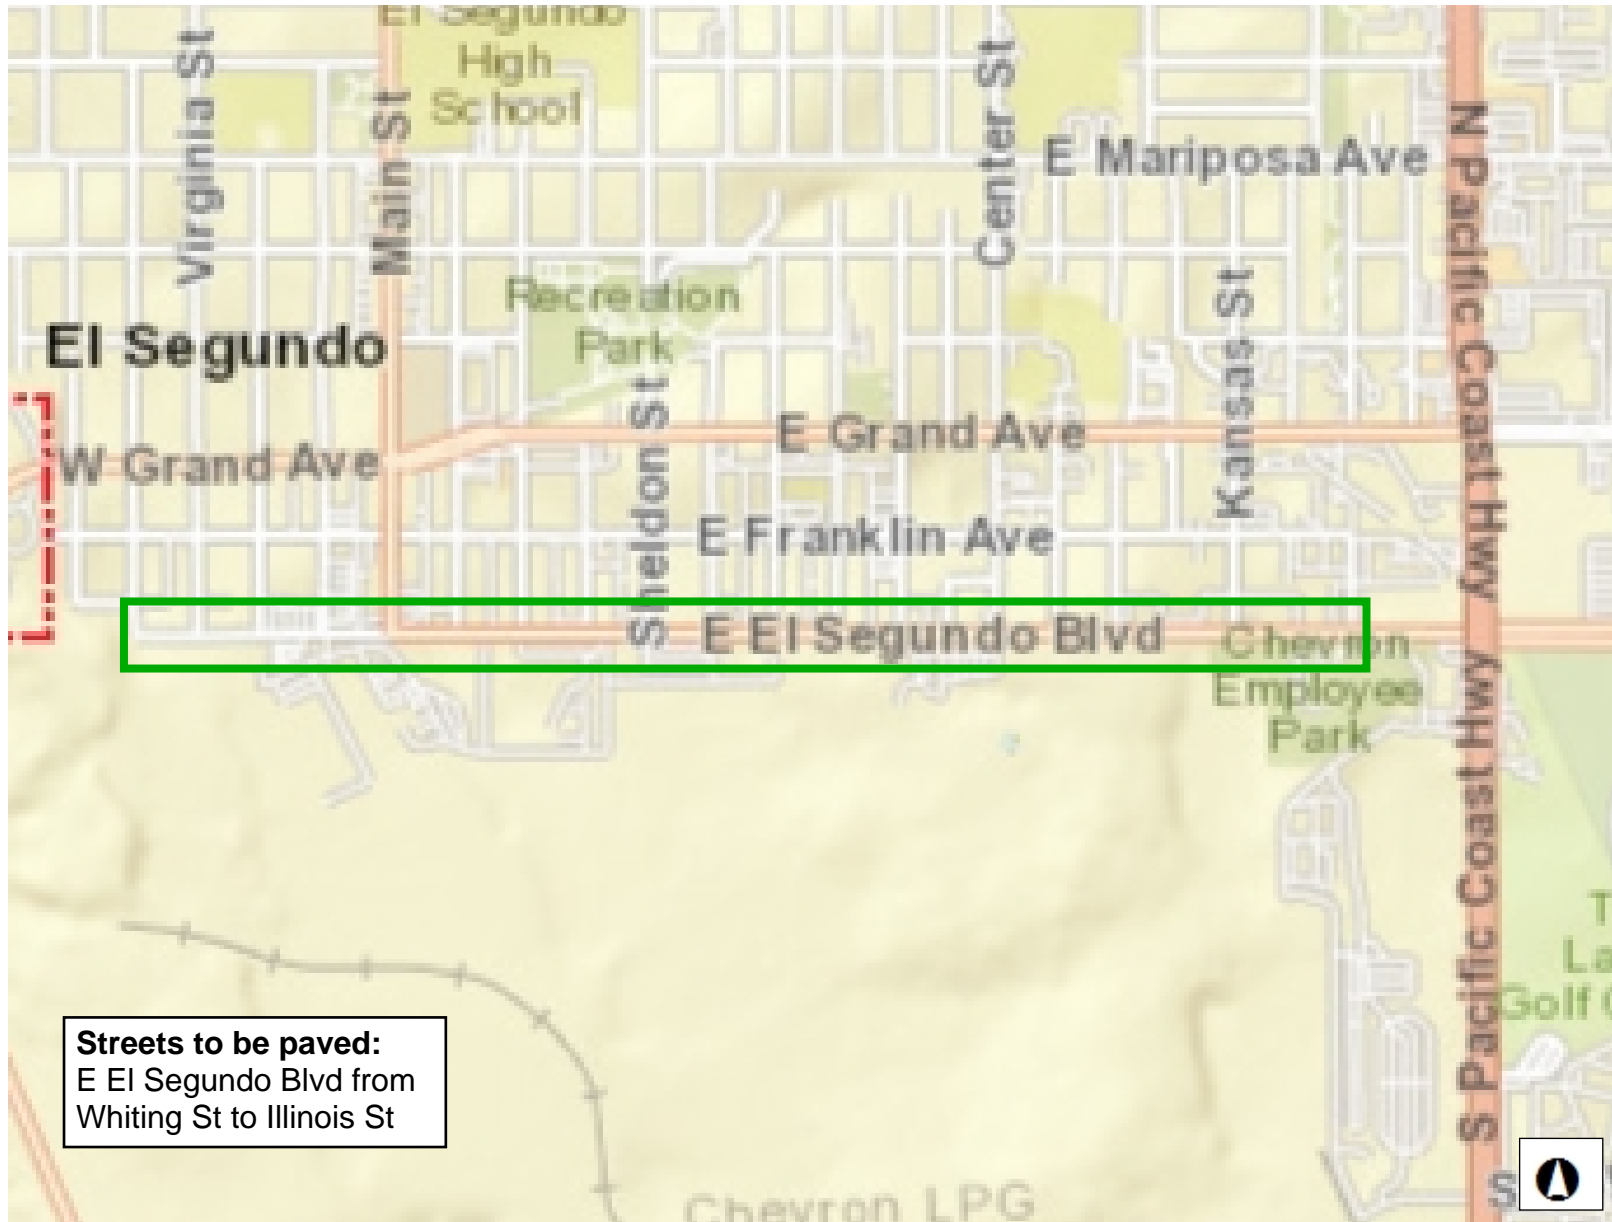 El Segundo
High
School
Virginia St
Main St
Center St
E Mariposa Ave
N Pacific Coast Hwy
Recreation
Park
Kansas St
El Segundo
Sheldon St
E Grand Ave
W Grand Ave
E Franklin Ave
E El Segundo Blvd
Chevron
Employee
Park
S Pacific Coast Hwy
Golf
Streets to be paved:
E El Segundo Blvd from
Whiting St to Illinois St
Chevron LPG